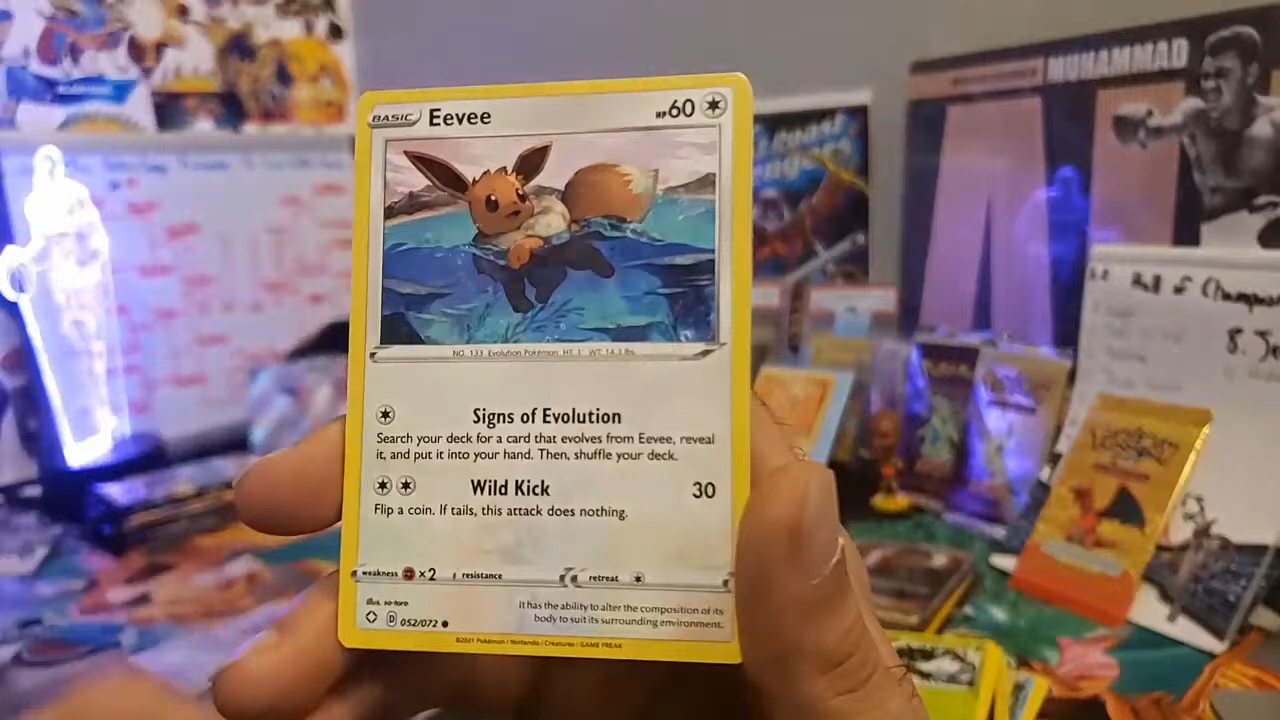 BASIC Eevee HP60
NO. 133 Evolution Pokémon HT 1' WT 14.3 lbs
Signs of Evolution
Search your deck for a card that evolves from Eevee, reveal
it, and put it into your hand. Then, shuffle your deck.
Wild Kick 30
Flip a coin. If tails, this attack does nothing.
weakness ×2 resistance retreat
illus. so-taro
D 052/072
It has the ability to alter the composition of its
body to suit its surrounding environment.
©2021 Pokémon / Nintendo / Creatures / GAME FREAK
MUHAMMAD
Hall of
8.